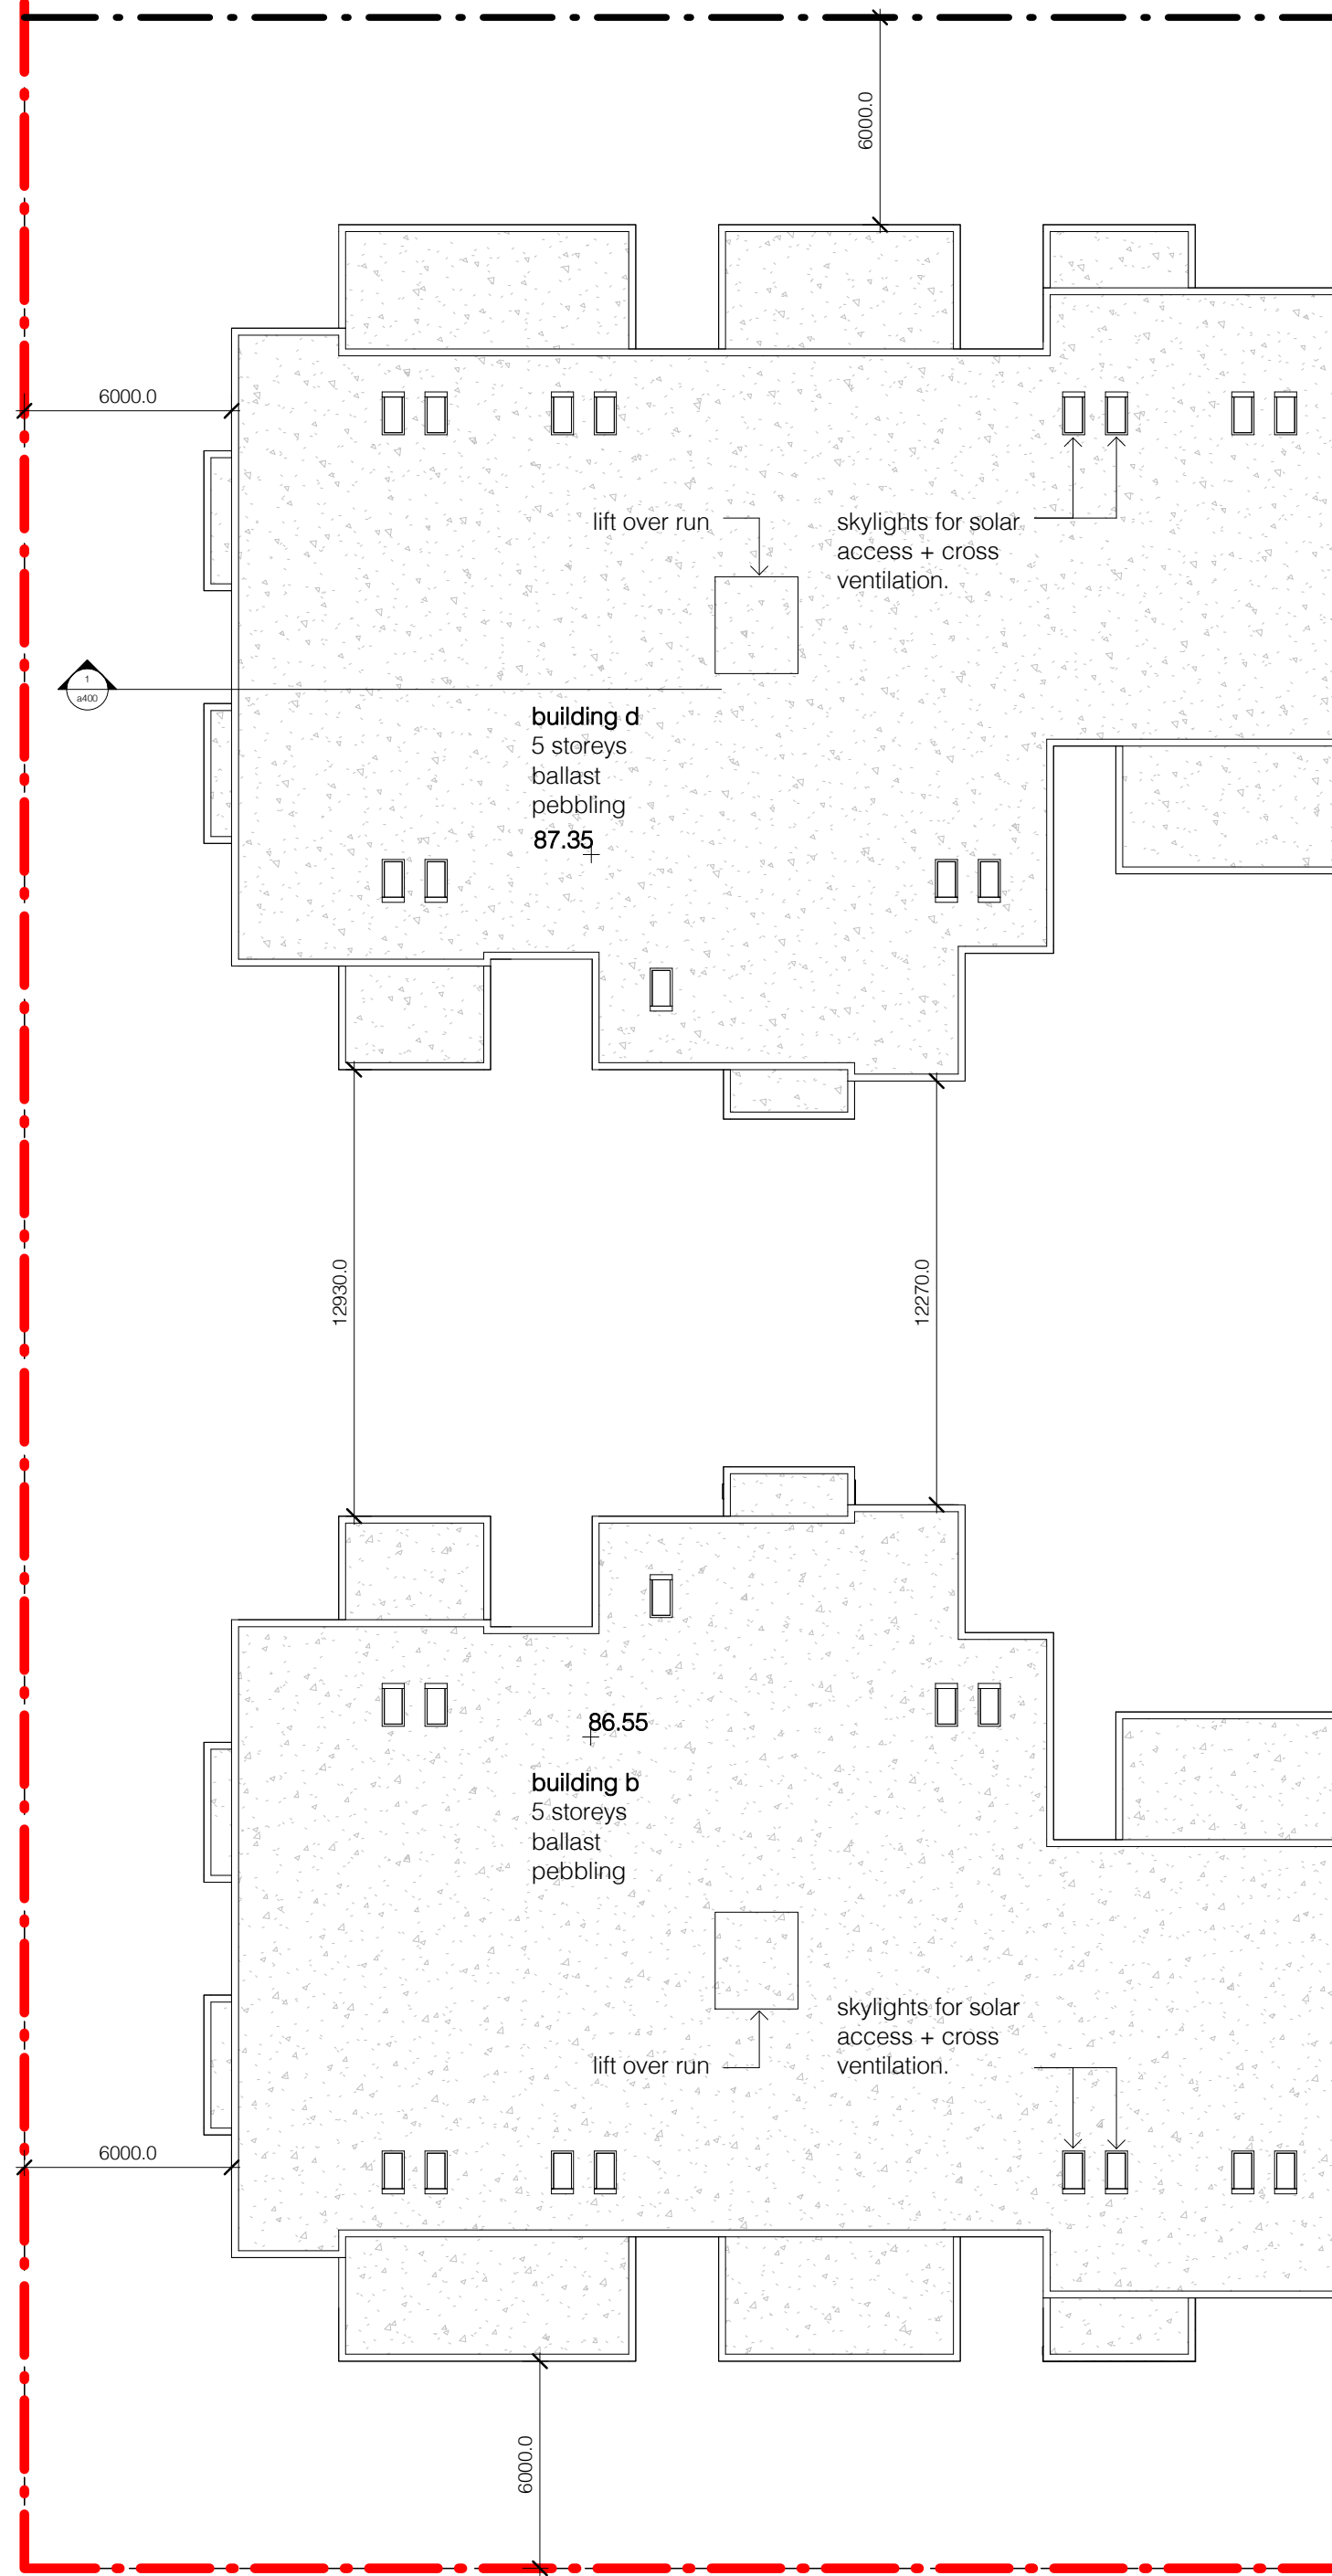 6000.0
6000.0
lift over run
skylights for solar
access + cross
ventilation.
1
a400
building d
5 storeys
ballast
pebbling
87.35
12930.0
12270.0
86.55
building b
5 storeys
ballast
pebbling
skylights for solar
access + cross
ventilation.
lift over run
6000.0
6000.0